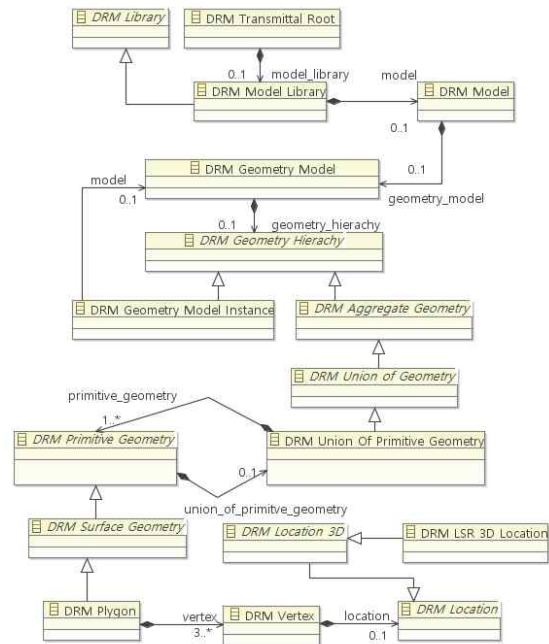 DRM Library
DRM Transmittal Root
0..1
model_library
DRM Model Library
model
DRM Model
0..1
0..1
geometry_model
model
0..1
DRM Geometry Model
0..1
geometry_hierachy
DRM Geometry Hierachy
DRM Geometry Model Instance
DRM Aggregate Geometry
DRM Union of Geometry
primitive_geometry
1..*
DRM Primitive Geometry
DRM Union Of Primitive Geometry
0..1
union_of_primitve_geometry
DRM Surface Geometry
DRM Location 3D
DRM LSR 3D Location
DRM Plygon
vertex
3..*
DRM Vertex
location
0..1
DRM Location